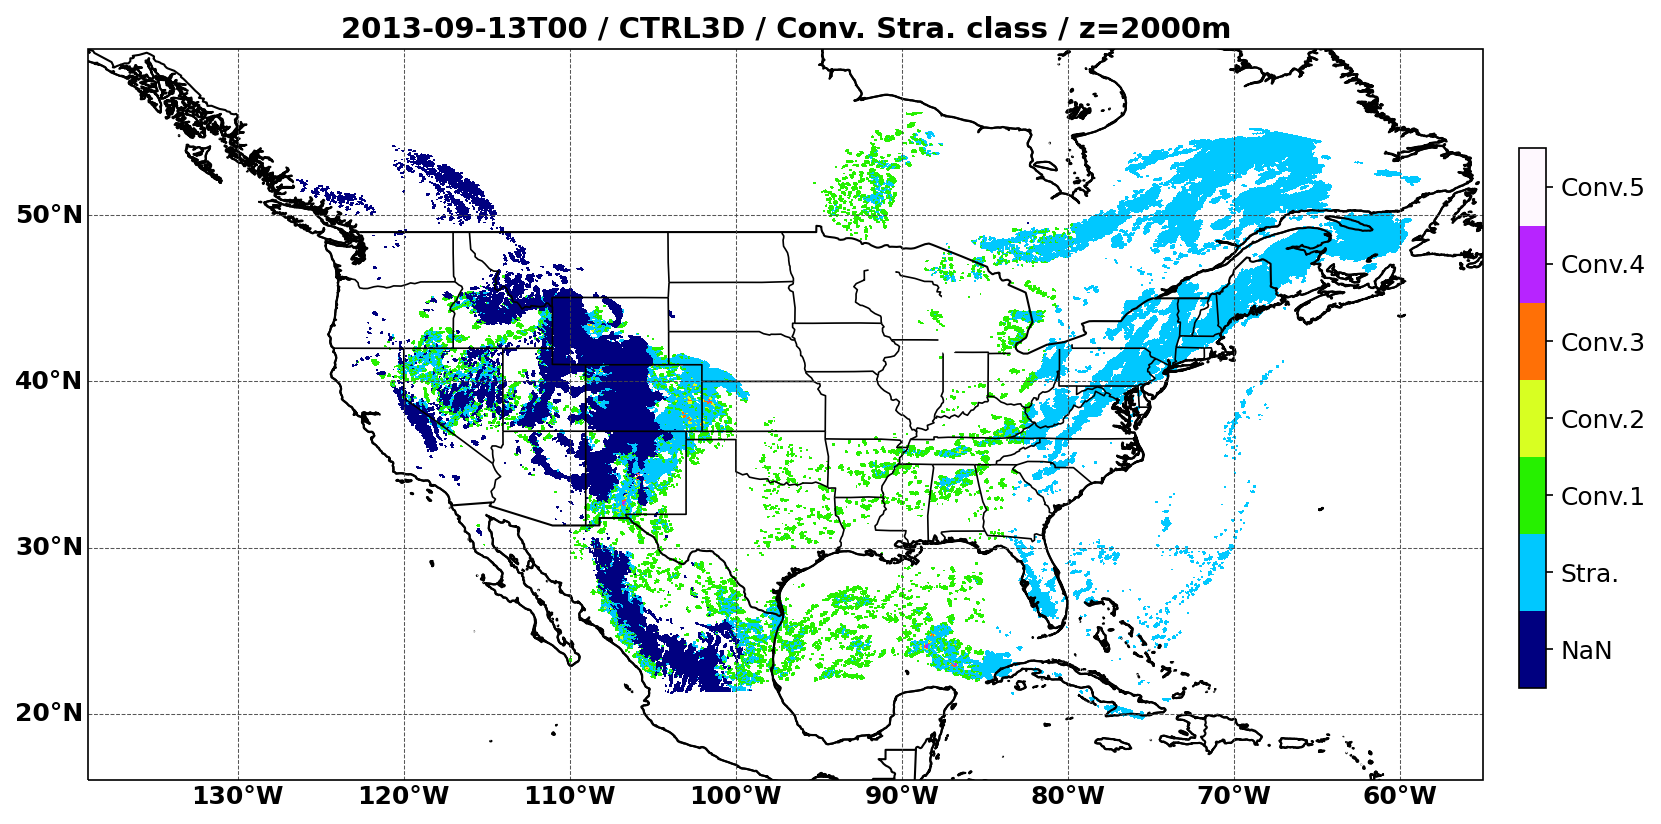 2013-09-13T00 / CTRL3D / Conv. Stra. class / z=2000m
50°N
40°N
30°N
20°N
130°W 120°W 110°W 100°W 90°W 80°W 70°W 60°W
Conv.5
Conv.4
Conv.3
Conv.2
Conv.1
Stra.
NaN